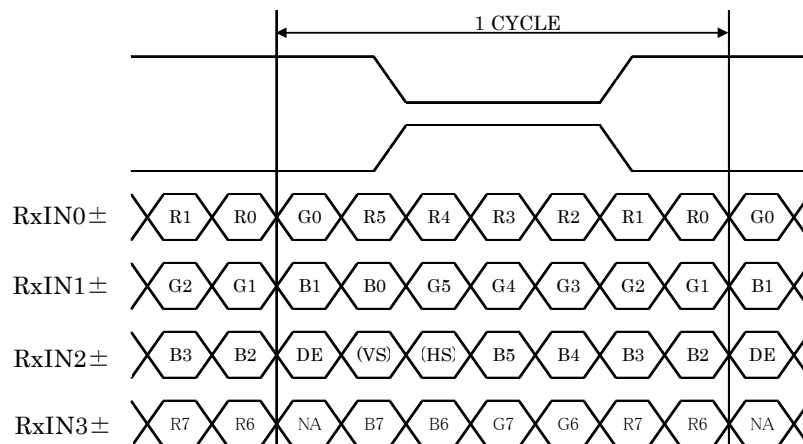 1 CYCLE
RxIN0± R1 R0 G0 R5 R4 R3 R2 R1 R0 G0
RxIN1± G2 G1 B1 B0 G5 G4 G3 G2 G1 B1
RxIN2± B3 B2 DE (VS) (HS) B5 B4 B3 B2 DE
RxIN3± R7 R6 NA B7 B6 G7 G6 R7 R6 NA